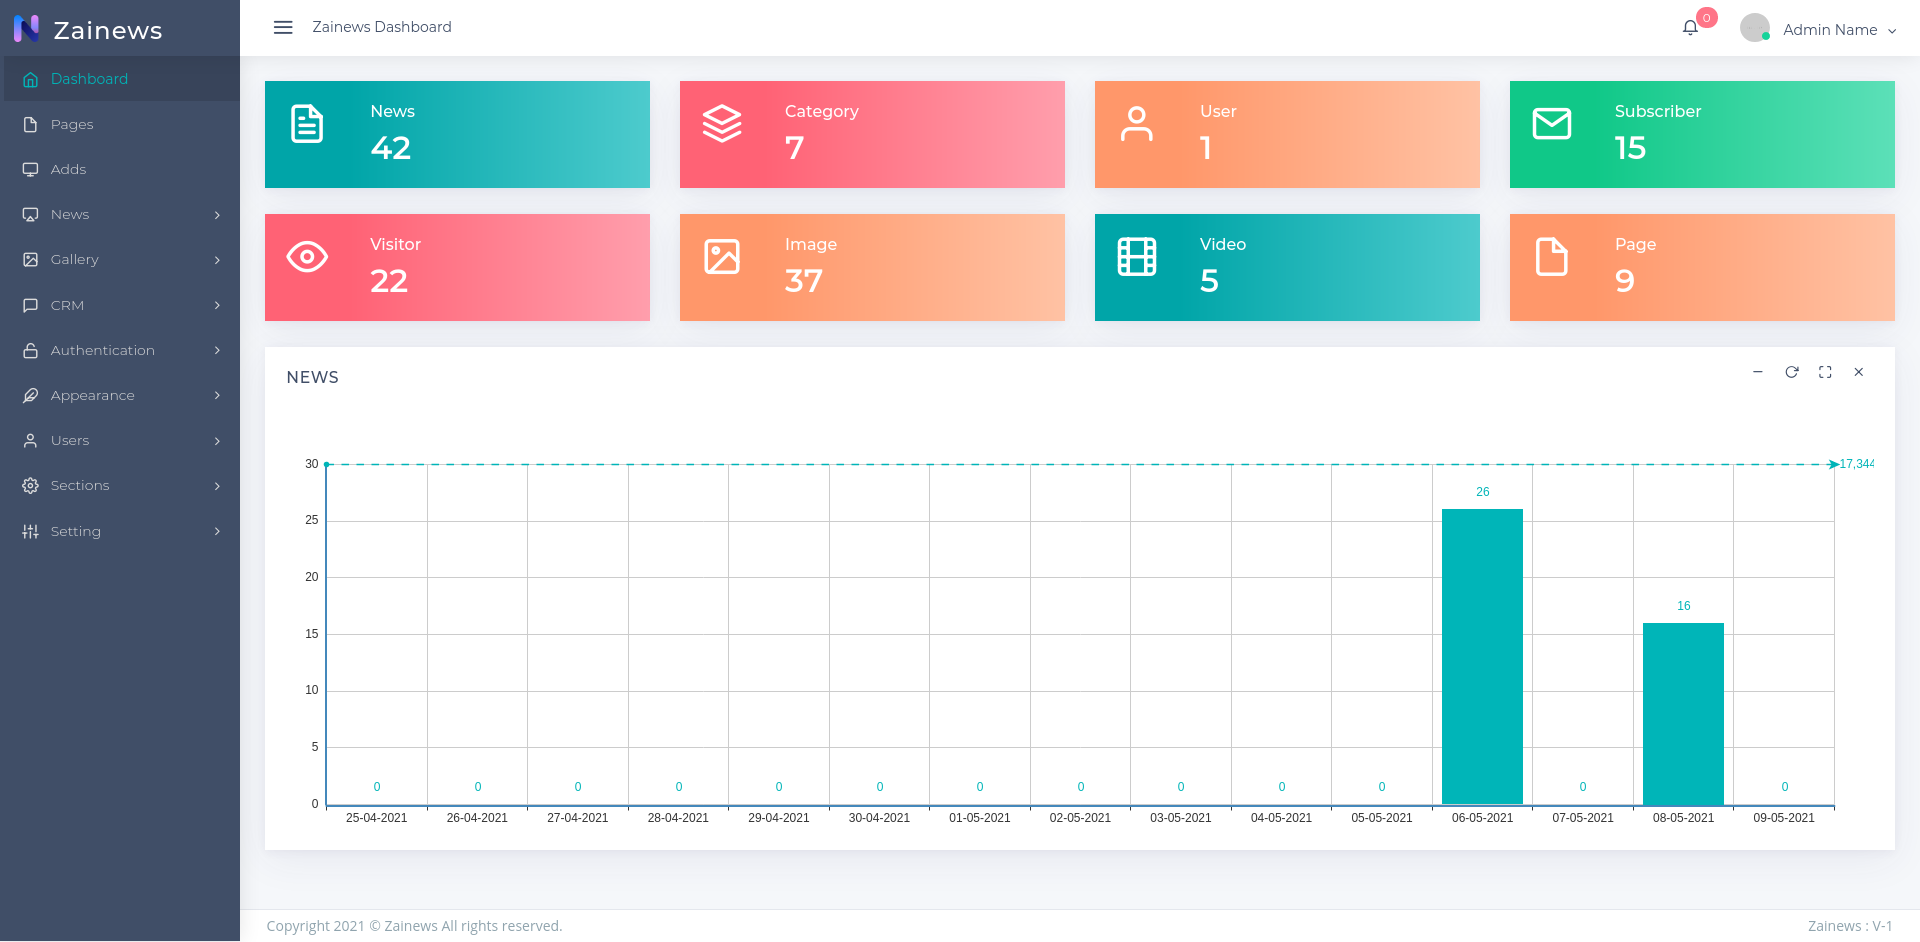 Zainews
Zainews Dashboard
0
Admin Name
Dashboard
Pages
Adds
News
Gallery
CRM
Authentication
Appearance
Users
Sections
Setting
News
42
Category
7
User
1
Subscriber
15
Visitor
22
Image
37
Video
5
Page
9
NEWS
30
17,344
26
25
20
16
15
10
5
0 0 0 0 0 0 0 0 0 0 0 0 0
0
25-04-2021 26-04-2021 27-04-2021 28-04-2021 29-04-2021 30-04-2021 01-05-2021 02-05-2021 03-05-2021 04-05-2021 05-05-2021 06-05-2021 07-05-2021 08-05-2021 09-05-2021
Copyright 2021 © Zainews All rights reserved.
Zainews : V-1